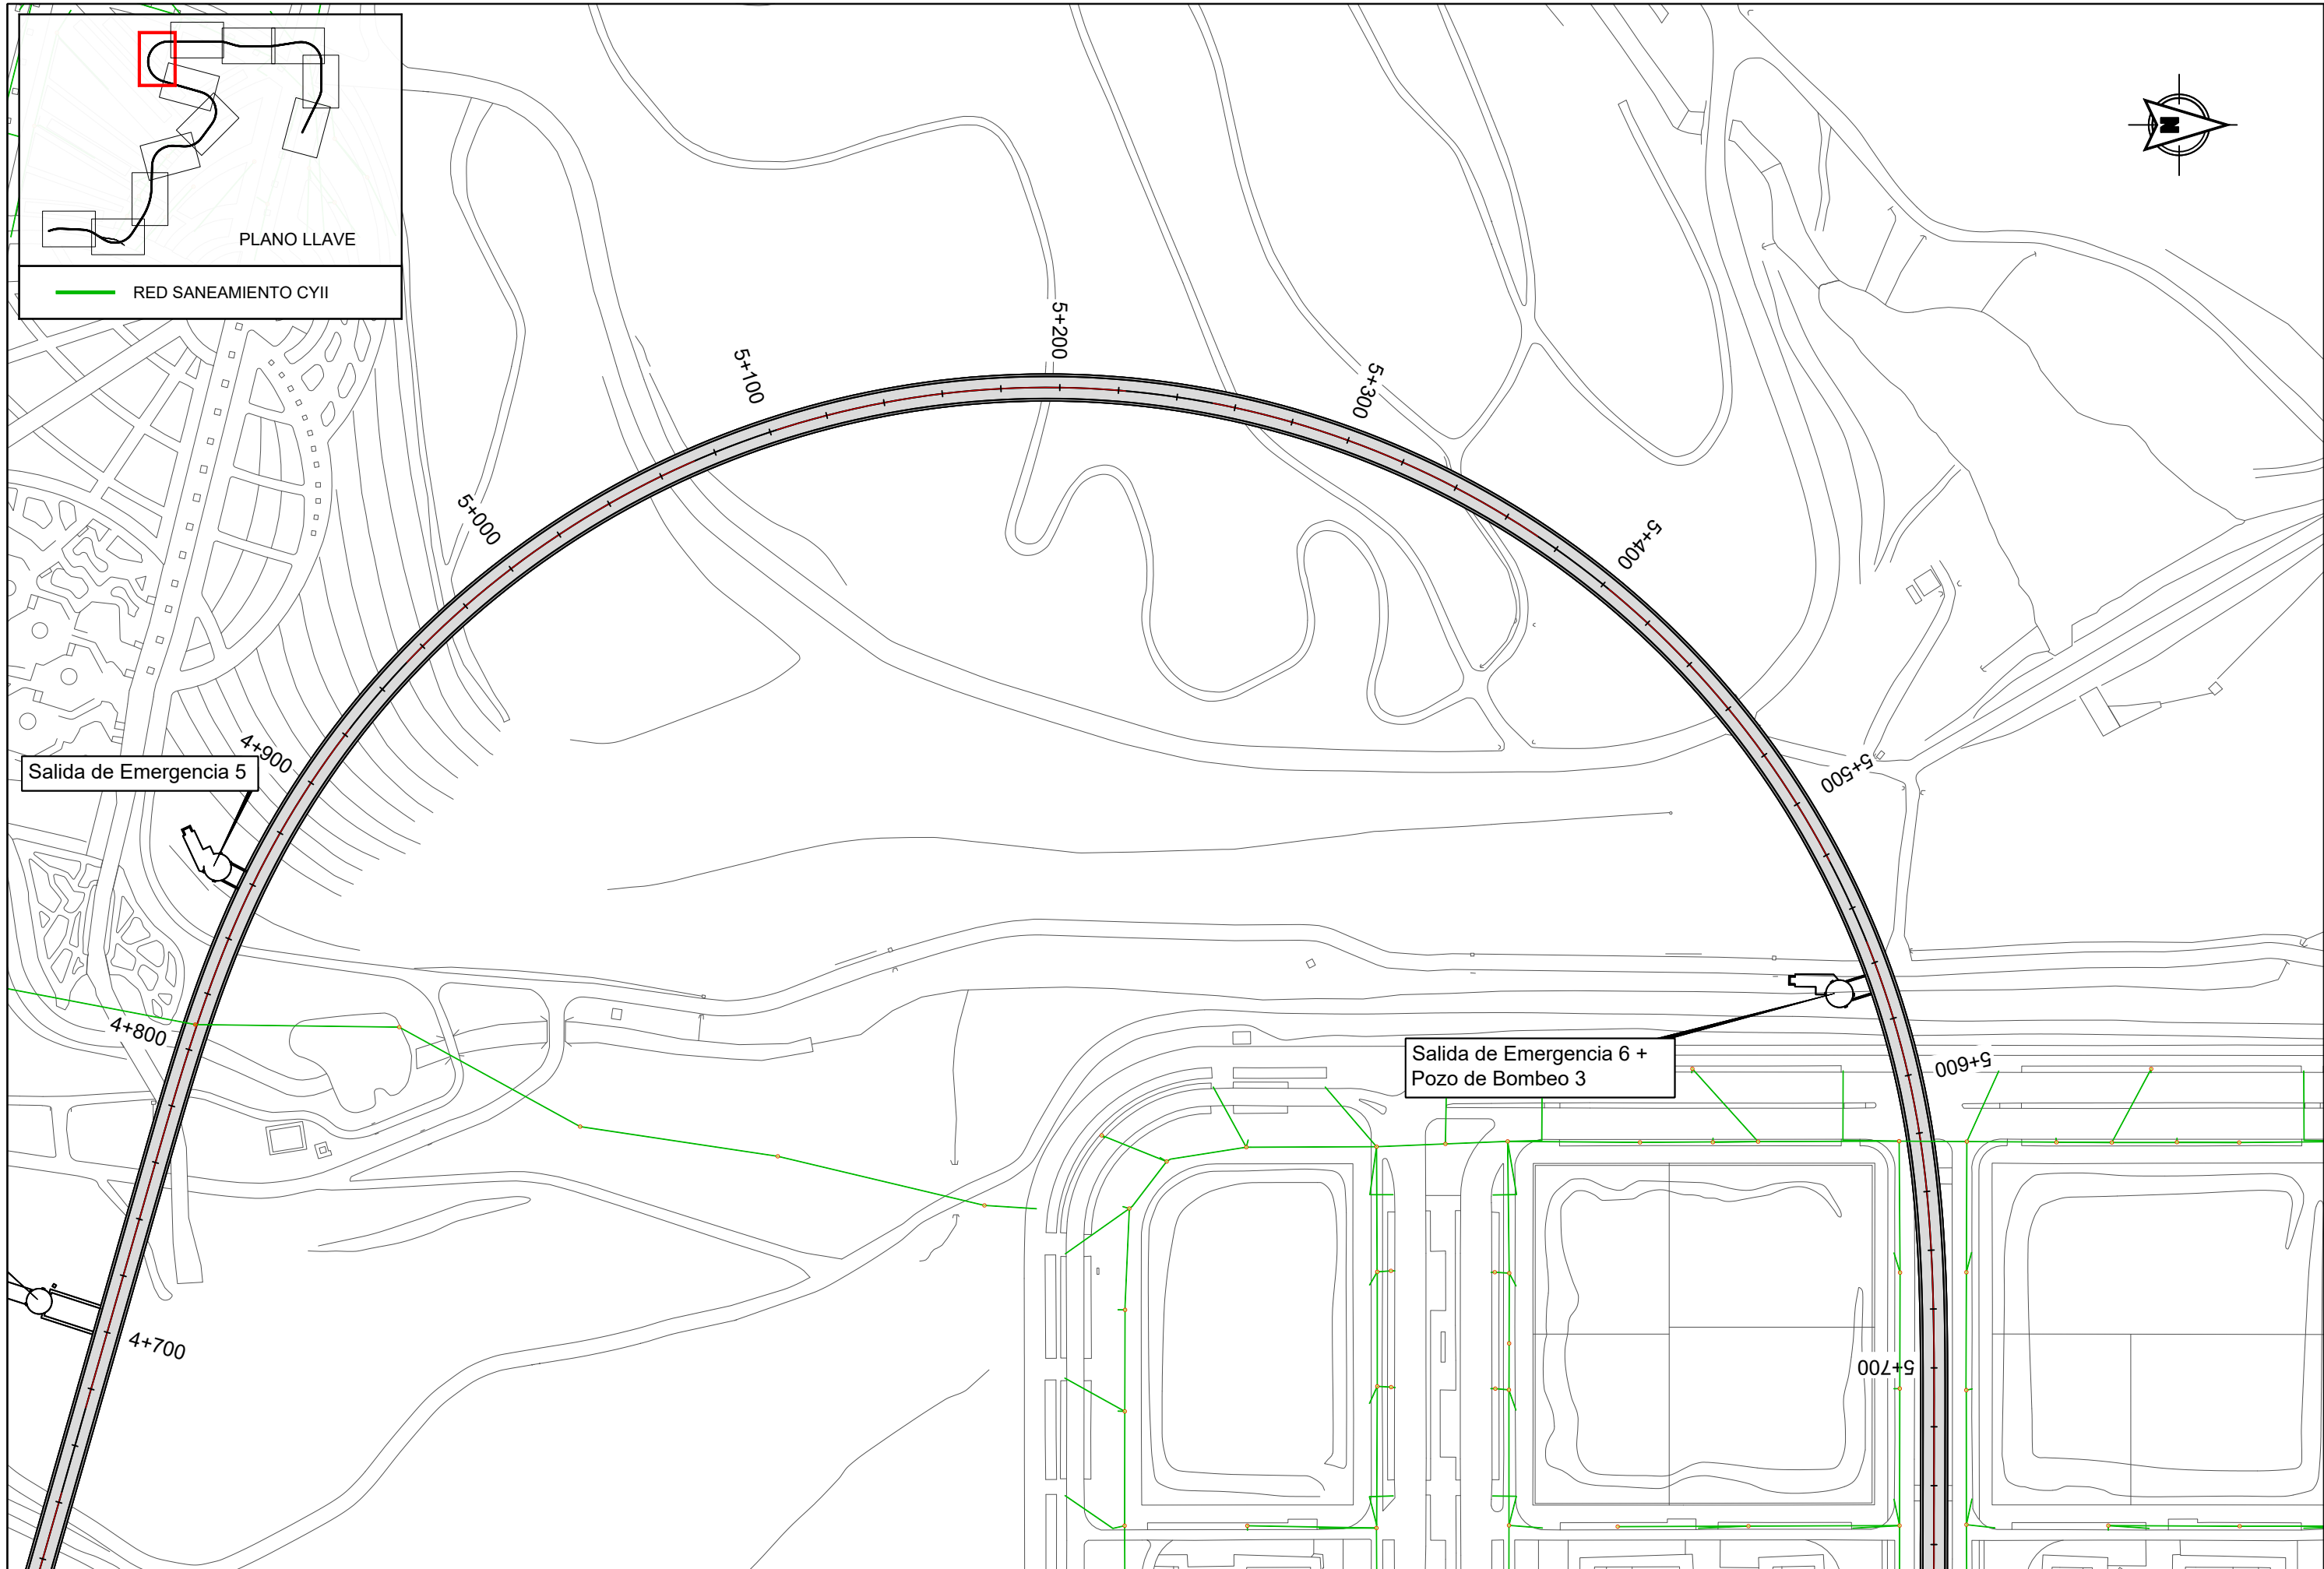 PLANO LLAVE
RED SANEAMIENTO CYII
N
5+200
5+100
5+300
5+000
5+400
4+900
Salida de Emergencia 5
5+500
4+800
Salida de Emergencia 6 +
Pozo de Bombeo 3
5+600
4+700
5+700